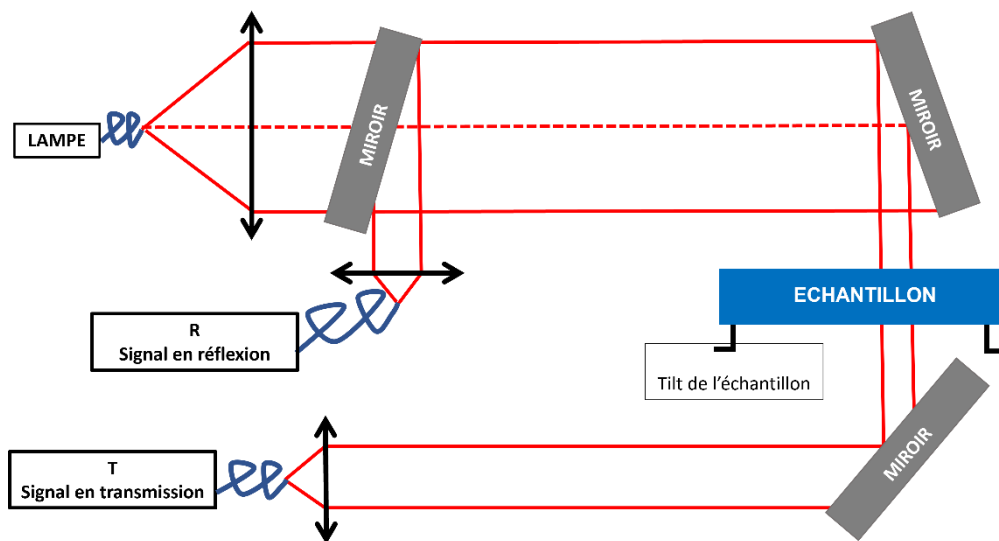 LAMPE
MIROIR
MIROIR
R
Signal en réflexion
ECHANTILLON
Tilt de l’échantillon
MIROIR
T
Signal en transmission